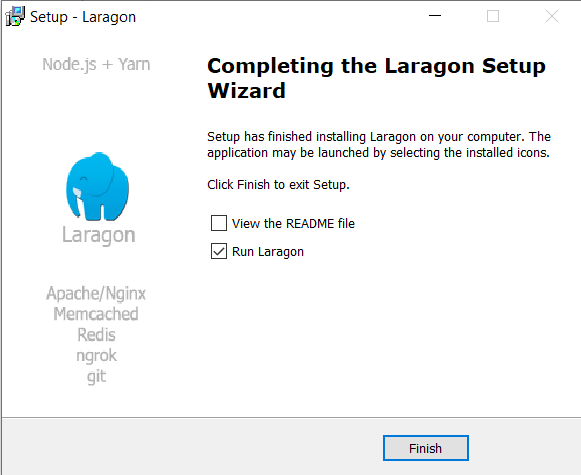 Setup - Laragon
Node.js + Yarn
Laragon
Apache/Nginx
Memcached
Redis
ngrok
git
Completing the Laragon Setup
Wizard
Setup has finished installing Laragon on your computer. The
application may be launched by selecting the installed icons.
Click Finish to exit Setup.
View the README file
Run Laragon
Finish